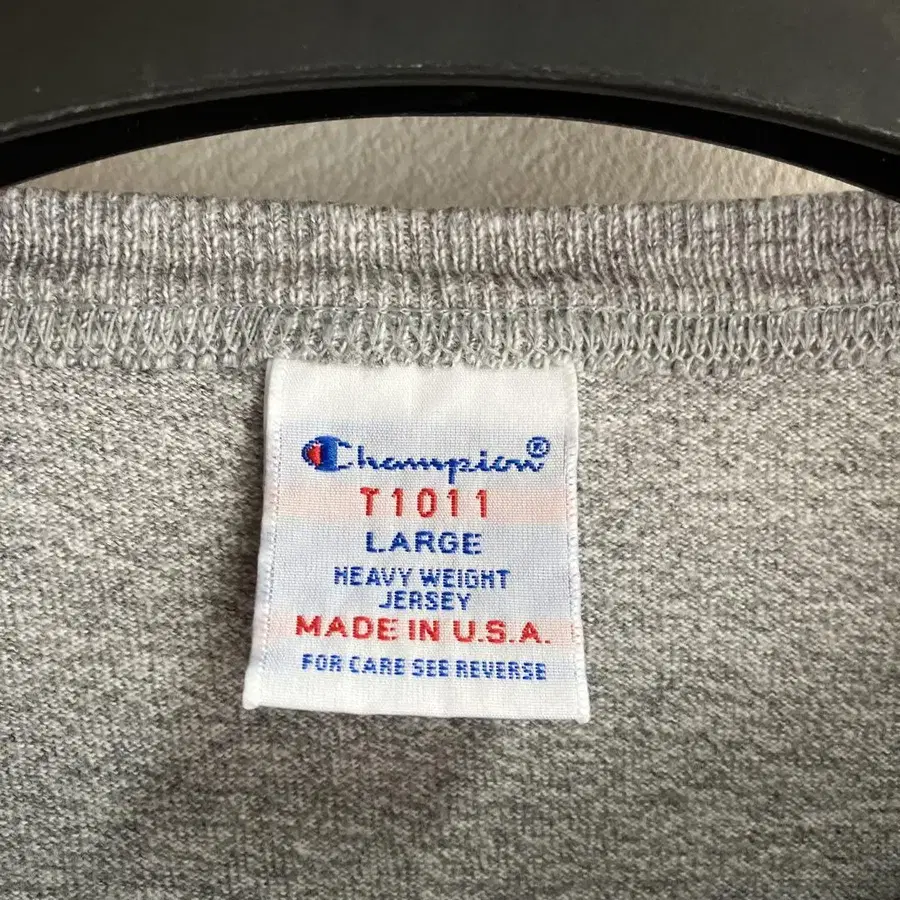 Champion®
T1011
LARGE
HEAVY WEIGHT
JERSEY
MADE IN U.S.A.
FOR CARE SEE REVERSE